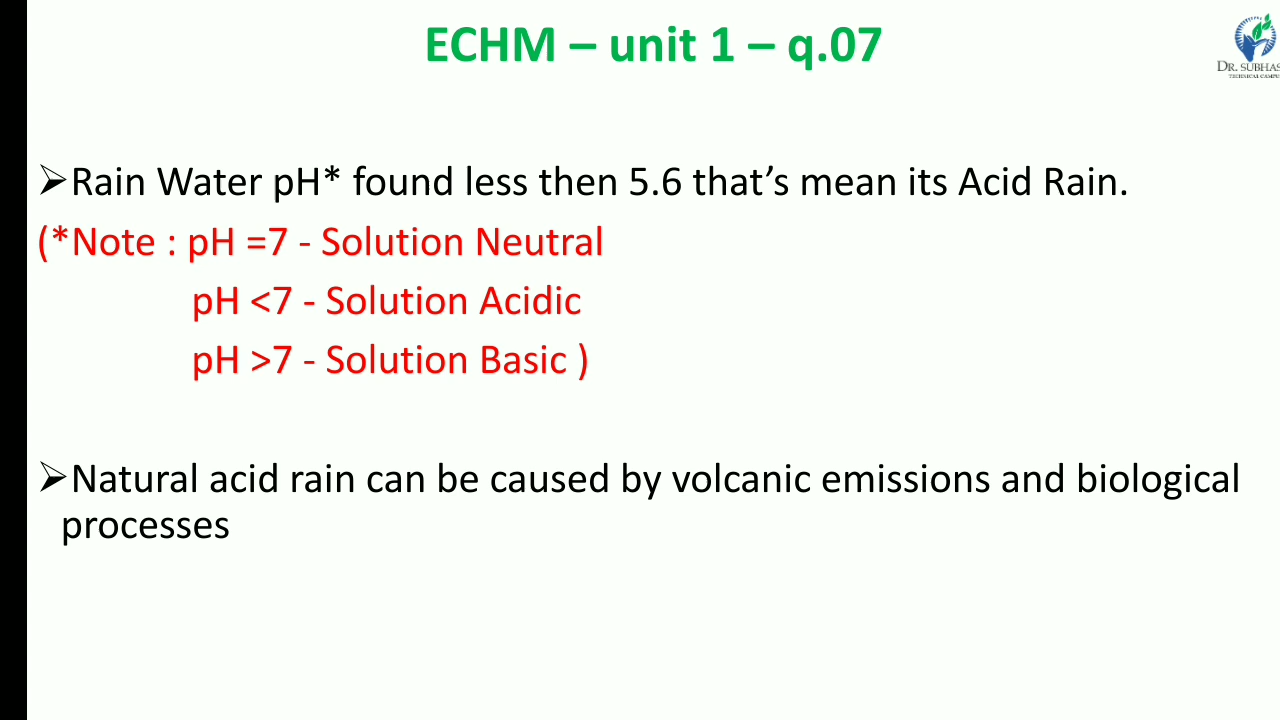 ECHM – unit 1 – q.07
DR. SUBHAS
TECHNICAL CAMPU
➢Rain Water pH* found less then 5.6 that’s mean its Acid Rain.
(*Note : pH =7 - Solution Neutral
pH <7 - Solution Acidic
pH >7 - Solution Basic )
➢Natural acid rain can be caused by volcanic emissions and biological
processes